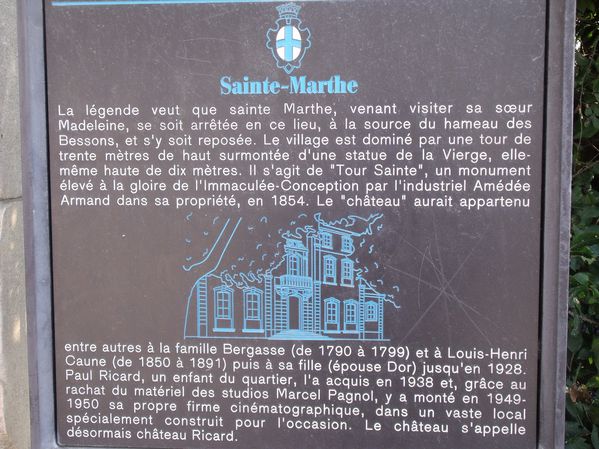 Sainte-Marthe
La légende veut que sainte Marthe, venant visiter sa sœur
Madeleine, se soit arrêtée en ce lieu, à la source du hameau des
Bessons, et s'y soit reposée. Le village est dominé par une tour de
trente mètres de haut surmontée d'une statue de la Vierge, elle-
même haute de dix mètres. Il s'agit de "Tour Sainte", un monument
élevé à la gloire de l'Immaculée-Conception par l'industriel Amédée
Armand dans sa propriété, en 1854. Le "château" aurait appartenu
entre autres à la famille Bergasse (de 1790 à 1799) et à Louis-Henri
Caune (de 1850 à 1891) puis à sa fille (épouse Dor) jusqu'en 1928.
Paul Ricard, un enfant du quartier, l'a acquis en 1938 et, grâce au
rachat du matériel des studios Marcel Pagnol, y a monté en 1949-
1950 sa propre firme cinématographique, dans un vaste local
spécialement construit pour l'occasion. Le château s'appelle
désormais château Ricard.